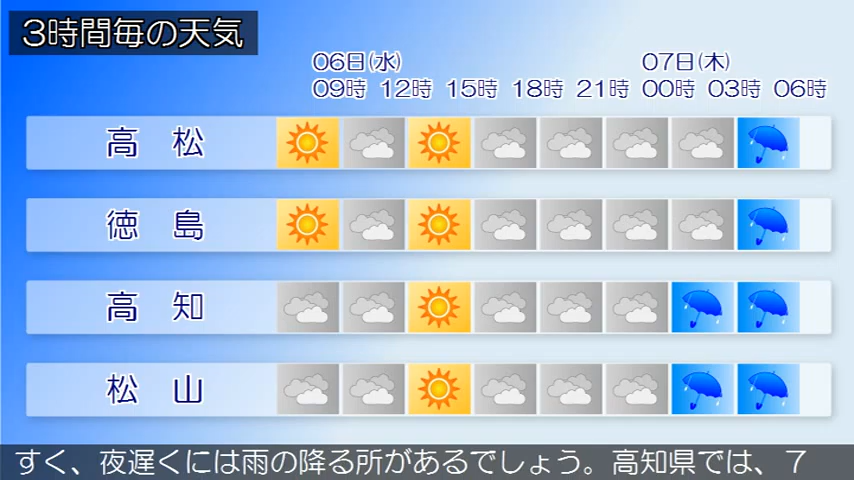 3時間毎の天気
06日(水) 07日(木)
09時 12時 15時 18時 21時 00時 03時 06時
高 松
徳 島
高 知
松 山
すく、夜遅くには雨の降る所があるでしょう。高知県では、7